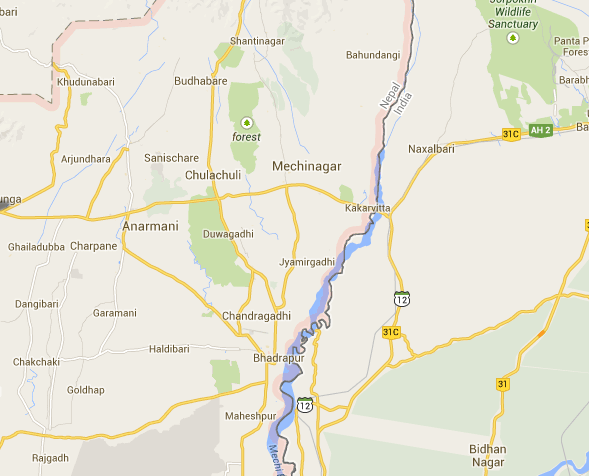 bari
Jorpokhri
Wildlife
Sanctuary
Shantinagar
Bahundangi
Panta P
Forest
Khudunabari
Budhabare
Barabh
Nepal
India
forest
31C
AH 2
Ba
Naxalbari
Arjundhara
Sanischare
Mechinagar
Chulachuli
unga
Kakarvitta
Anarmani
Duwagadhi
Ghailadubba
Charpane
Jyamirgadhi
12
Dangibari
Garamani
Chandragadhi
31C
Haldibari
Bhadrapur
Chakchaki
Goldhap
31
12
Maheshpur
Mechi
Rajgadh
Bidhan
Nagar